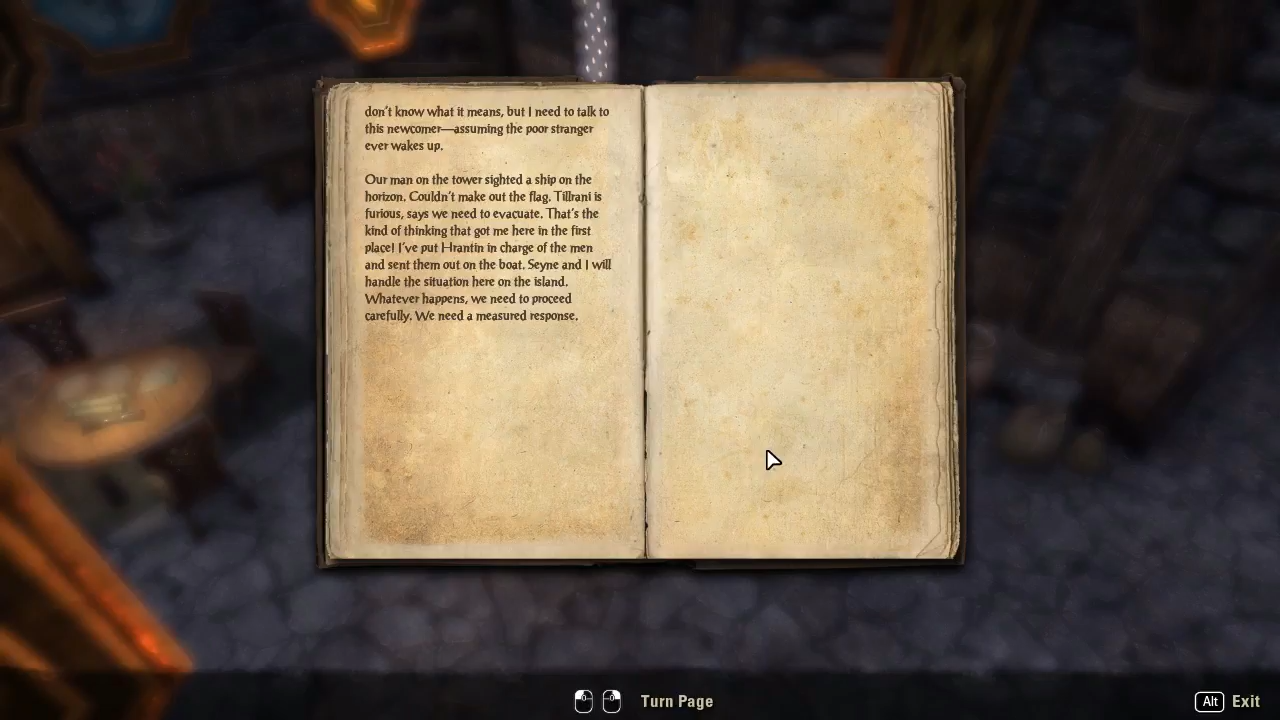 don't know what it means, but I need to talk to
this newcomer—assuming the poor stranger
ever wakes up.
Our man on the tower sighted a ship on the
horizon. Couldn't make out the flag. Tillrani is
furious, says we need to evacuate. That's the
kind of thinking that got me here in the first
place! I've put Hrantin in charge of the men
and sent them out on the boat. Seyne and I will
handle the situation here on the island.
Whatever happens, we need to proceed
carefully. We need a measured response.
Turn Page
Alt Exit